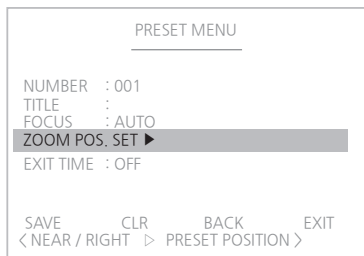 PRESET MENU
NUMBER : 001
TITLE :
FOCUS : AUTO
ZOOM POS. SET ▶
EXIT TIME : OFF
SAVE CLR BACK EXIT
< NEAR / RIGHT ▷ PRESET POSITION >